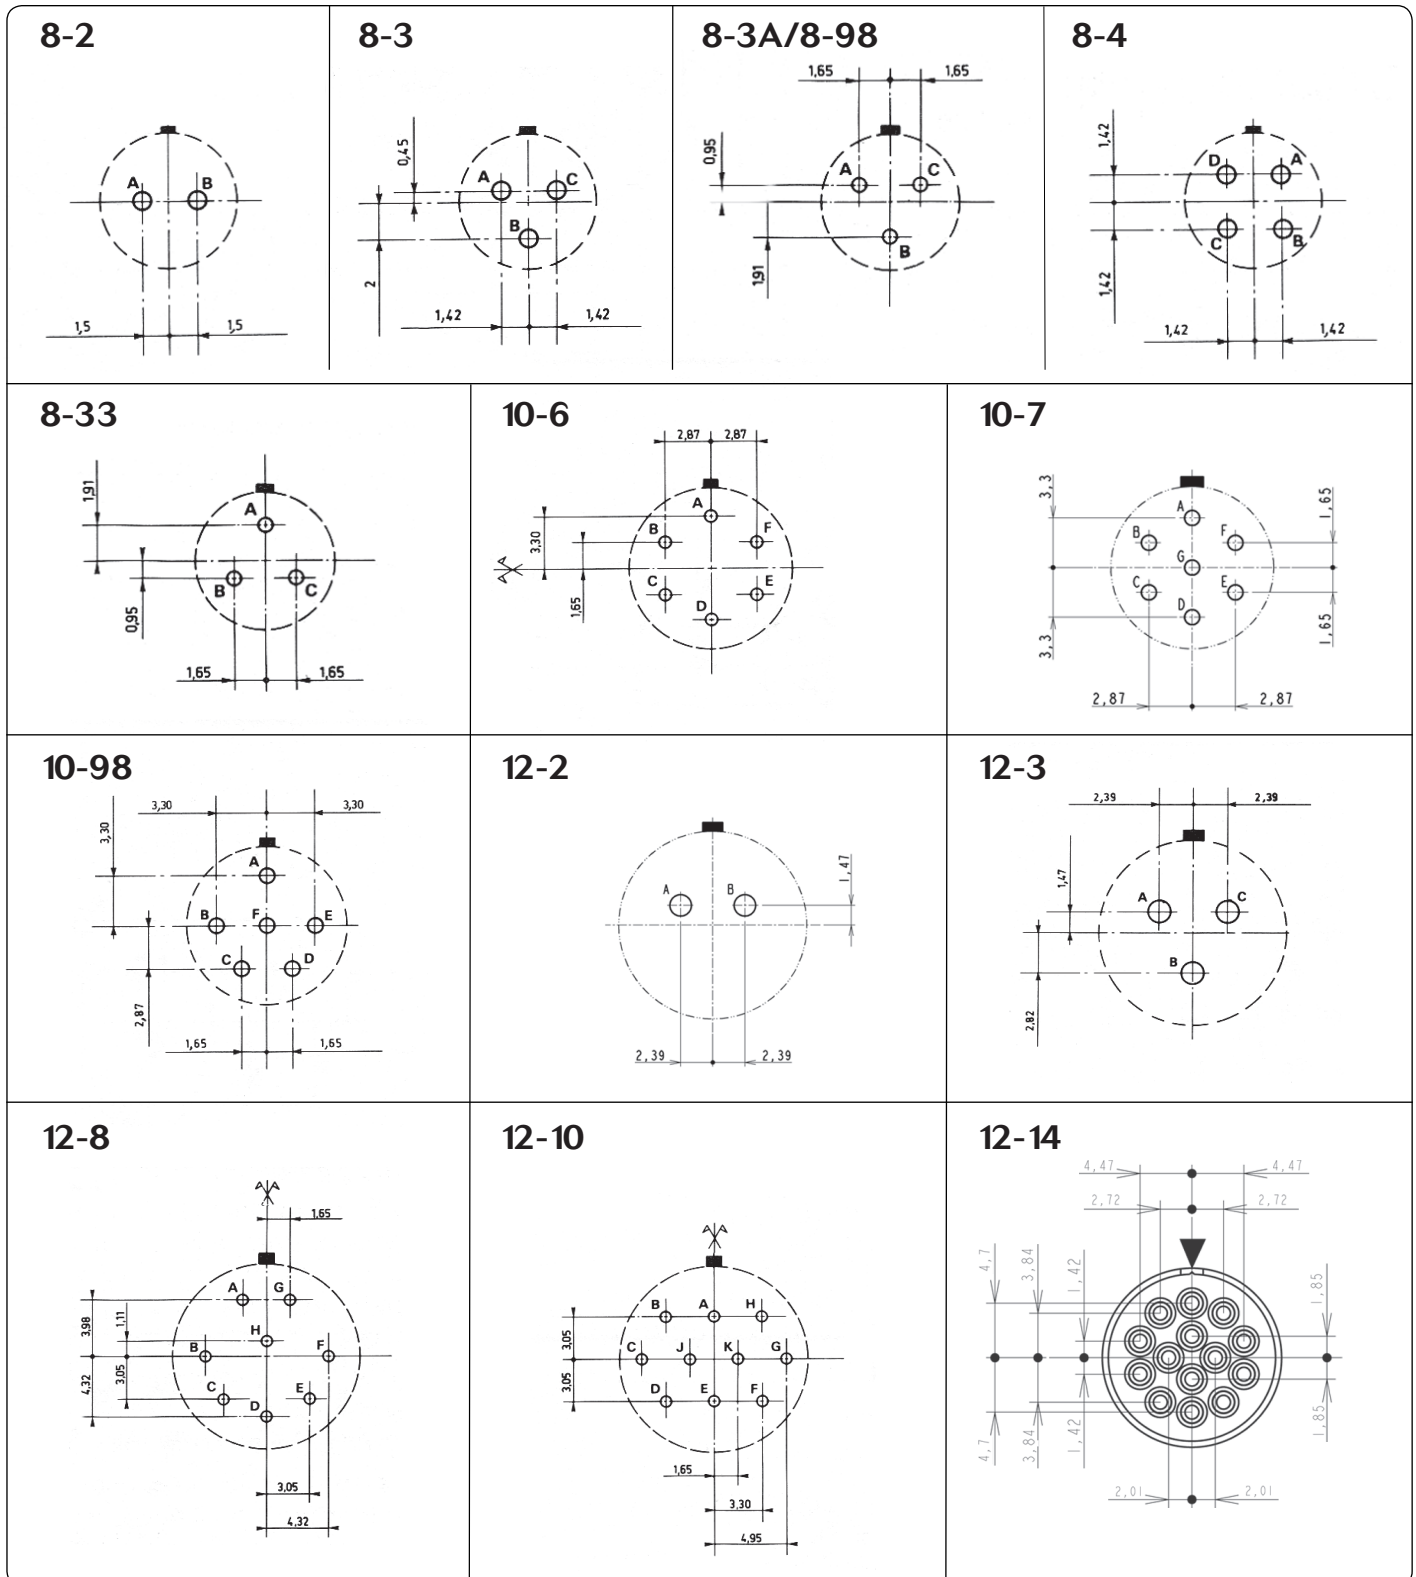 8-2
A B
1,5 1,5
8-3
0,45
A C
B
2
1,42 1,42
8-3A/8-98
1,65 1,65
0,95
A C
B
1,91
8-4
1,42
D A
C B
1,42
1,42 1,42
8-33
1,91
A
B C
0,95
1,65 1,65
10-6
2,87 2,87
A
B F
3,30
C E
1,65
D
10-7
3,3 1,65
A
B F
G
C E
D
3,3 1,65
2,87 2,87
10-98
3,30 3,30
3,30
A
B F E
C D
2,87
1,65 1,65
12-2
A B
1,47
2,39 2,39
12-3
2,39 2,39
1,47
A C
B
2,82
12-8
1,65
A G
3,98 1,11
H
B F
4,32 3,05
C E
D
3,05
4,32
12-10
B A H
3,05
C J K G
3,05
D E F
1,65
3,30
4,95
12-14
4,47 4,47
2,72 2,72
4,7 3,84 1,42 1,85
4,7 3,84 1,42 1,85
2,01 2,01